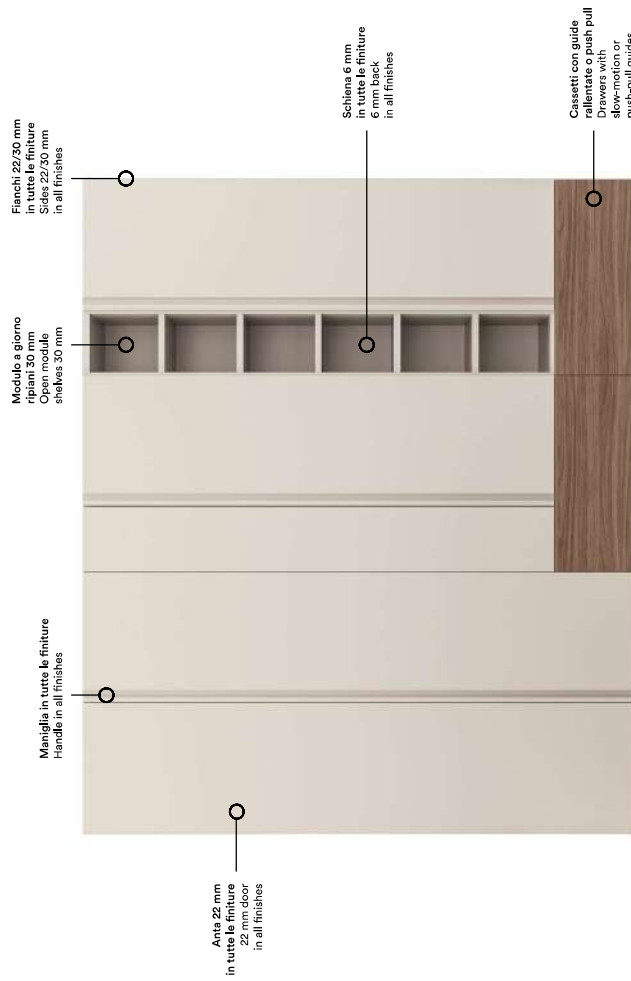 Maniglia in tutte le finiture
Handle in all finishes
Modulo a giorno
ripiani 30 mm
Open module
shelves 30 mm
Fianchi 22/30 mm
in tutte le finiture
Sides 22/30 mm
in all finishes
Anta 22 mm
in tutte le finiture
22 mm door
in all finishes
Schiena 6 mm
in tutte le finiture
6 mm back
in all finishes
Cassetti con guide
rallentate o push pull
Drawers with
slow-motion or
push-pull guides